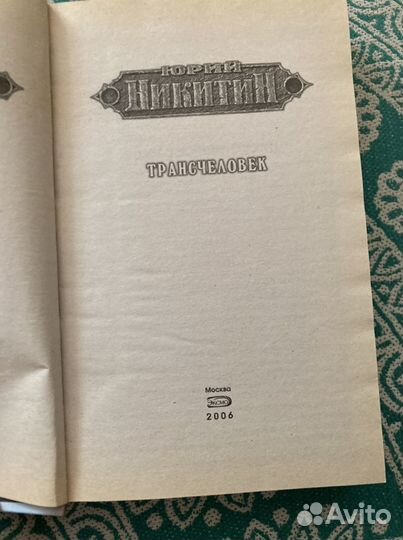 ЮРИЙ
НИКИТИН
ТРАНСЧЕЛОВЕК
Москва
ЭКСМО
2006
Avito